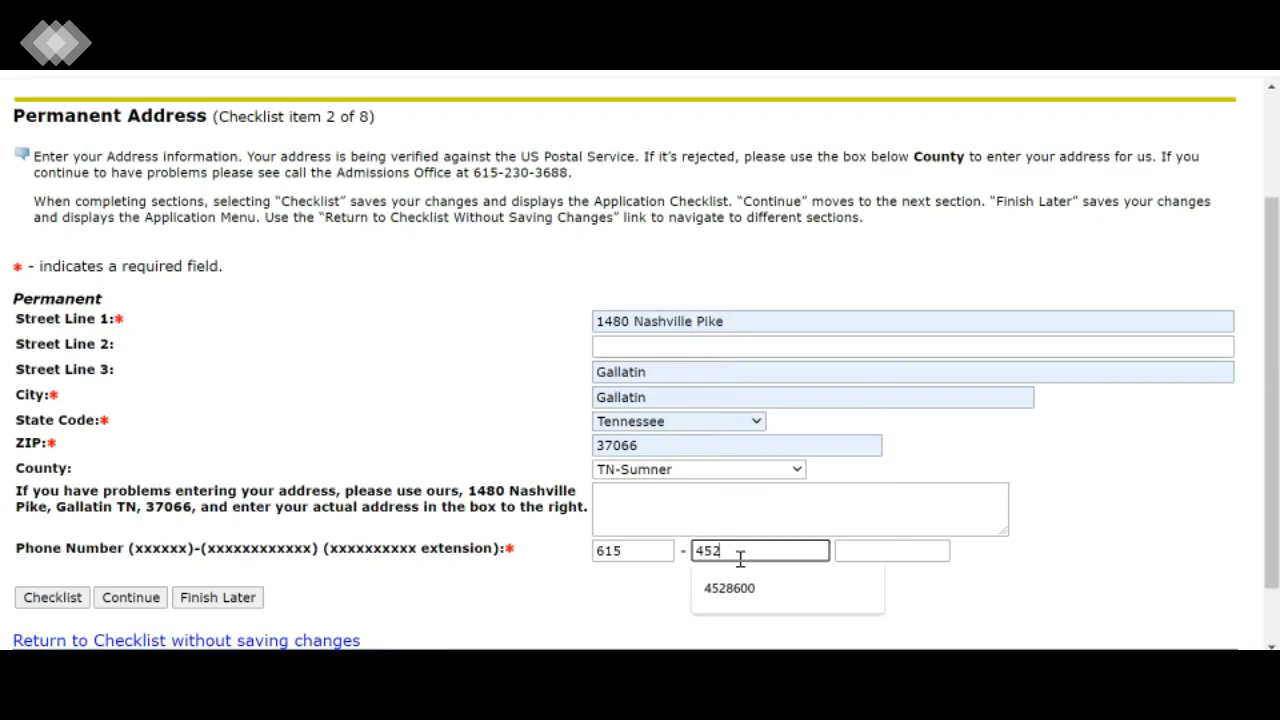 Permanent Address (Checklist item 2 of 8)
Enter your Address information. Your address is being verified against the US Postal Service. If it's rejected, please use the box below County to enter your address for us. If you
continue to have problems please see call the Admissions Office at 615-230-3688.
When completing sections, selecting “Checklist” saves your changes and displays the Application Checklist. “Continue” moves to the next section. “Finish Later” saves your changes
and displays the Application Menu. Use the “Return to Checklist Without Saving Changes” link to navigate to different sections.
* - indicates a required field.
Permanent
Street Line 1:* 1480 Nashville Pike
Street Line 2:
Street Line 3: Gallatin
City:* Gallatin
State Code:* Tennessee
ZIP:* 37066
County: TN-Sumner
If you have problems entering your address, please use ours, 1480 Nashville
Pike, Gallatin TN, 37066, and enter your actual address in the box to the right.
Phone Number (xxxxxx)-(xxxxxxxxxxxx) (xxxxxxxxxx extension):* 615 - 452
4528600
Checklist Continue Finish Later
Return to Checklist without saving changes